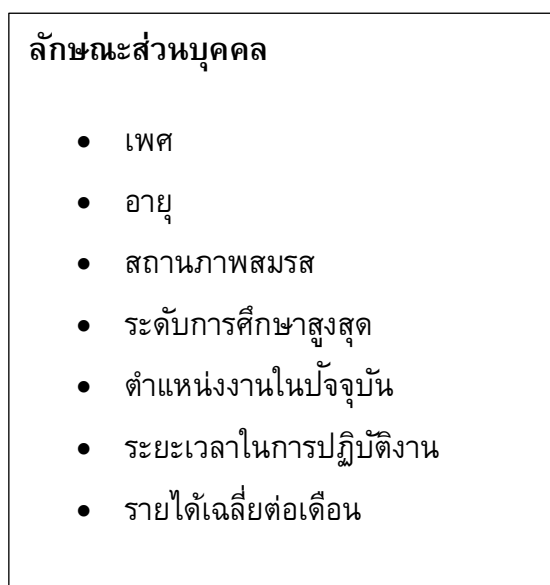 ลักษณะส่วนบุคคล
• เพศ
• อายุ
• สถานภาพสมรส
• ระดับการศึกษาสูงสุด
• ตำแหน่งงานในปัจจุบัน
• ระยะเวลาในการปฏิบัติงาน
• รายได้เฉลี่ยต่อเดือน